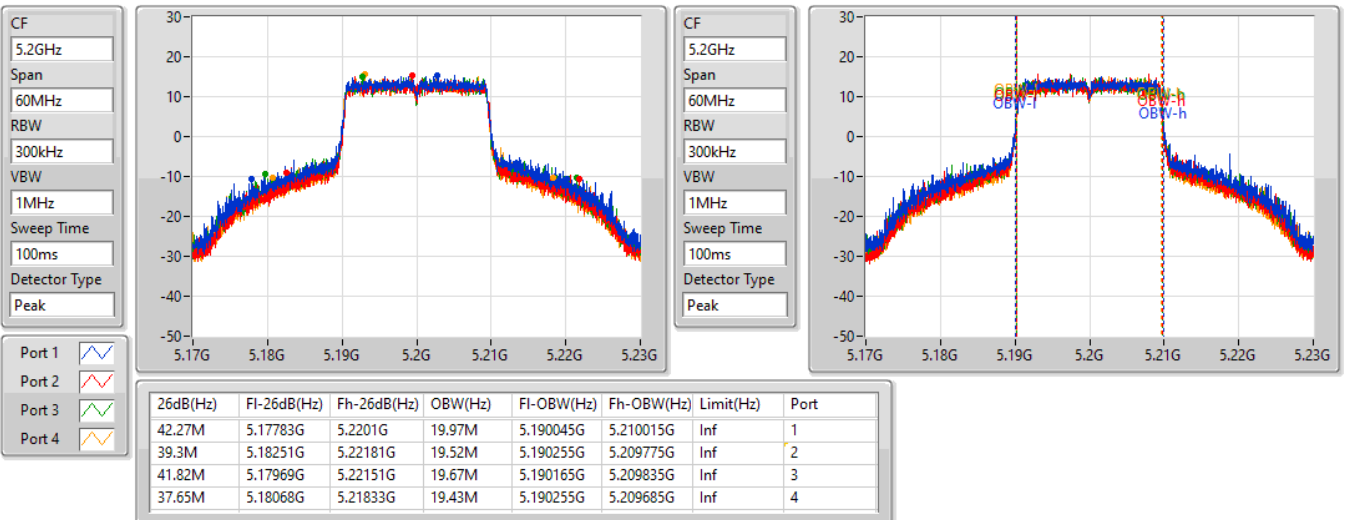 CF
5.2GHz
Span
60MHz
RBW
300kHz
VBW
1MHz
Sweep Time
100ms
Detector Type
Peak
30
20
10
0
-10
-20
-30
-40
-50
5.17G 5.18G 5.19G 5.2G 5.21G 5.22G 5.23G
CF
5.2GHz
Span
60MHz
RBW
300kHz
VBW
1MHz
Sweep Time
100ms
Detector Type
Peak
30
20
10
0
-10
-20
-30
-40
-50
OBW-l
OBW-h
OBW-h
5.17G 5.18G 5.19G 5.2G 5.21G 5.22G 5.23G
Port 1
Port 2
Port 3
Port 4
26dB(Hz) Fl-26dB(Hz) Fh-26dB(Hz) OBW(Hz) Fl-OBW(Hz) Fh-OBW(Hz) Limit(Hz) Port
42.27M 5.17783G 5.2201G 19.97M 5.190045G 5.210015G Inf 1
39.3M 5.18251G 5.22181G 19.52M 5.190255G 5.209775G Inf 2
41.82M 5.17969G 5.22151G 19.67M 5.190165G 5.209835G Inf 3
37.65M 5.18068G 5.21833G 19.43M 5.190255G 5.209685G Inf 4